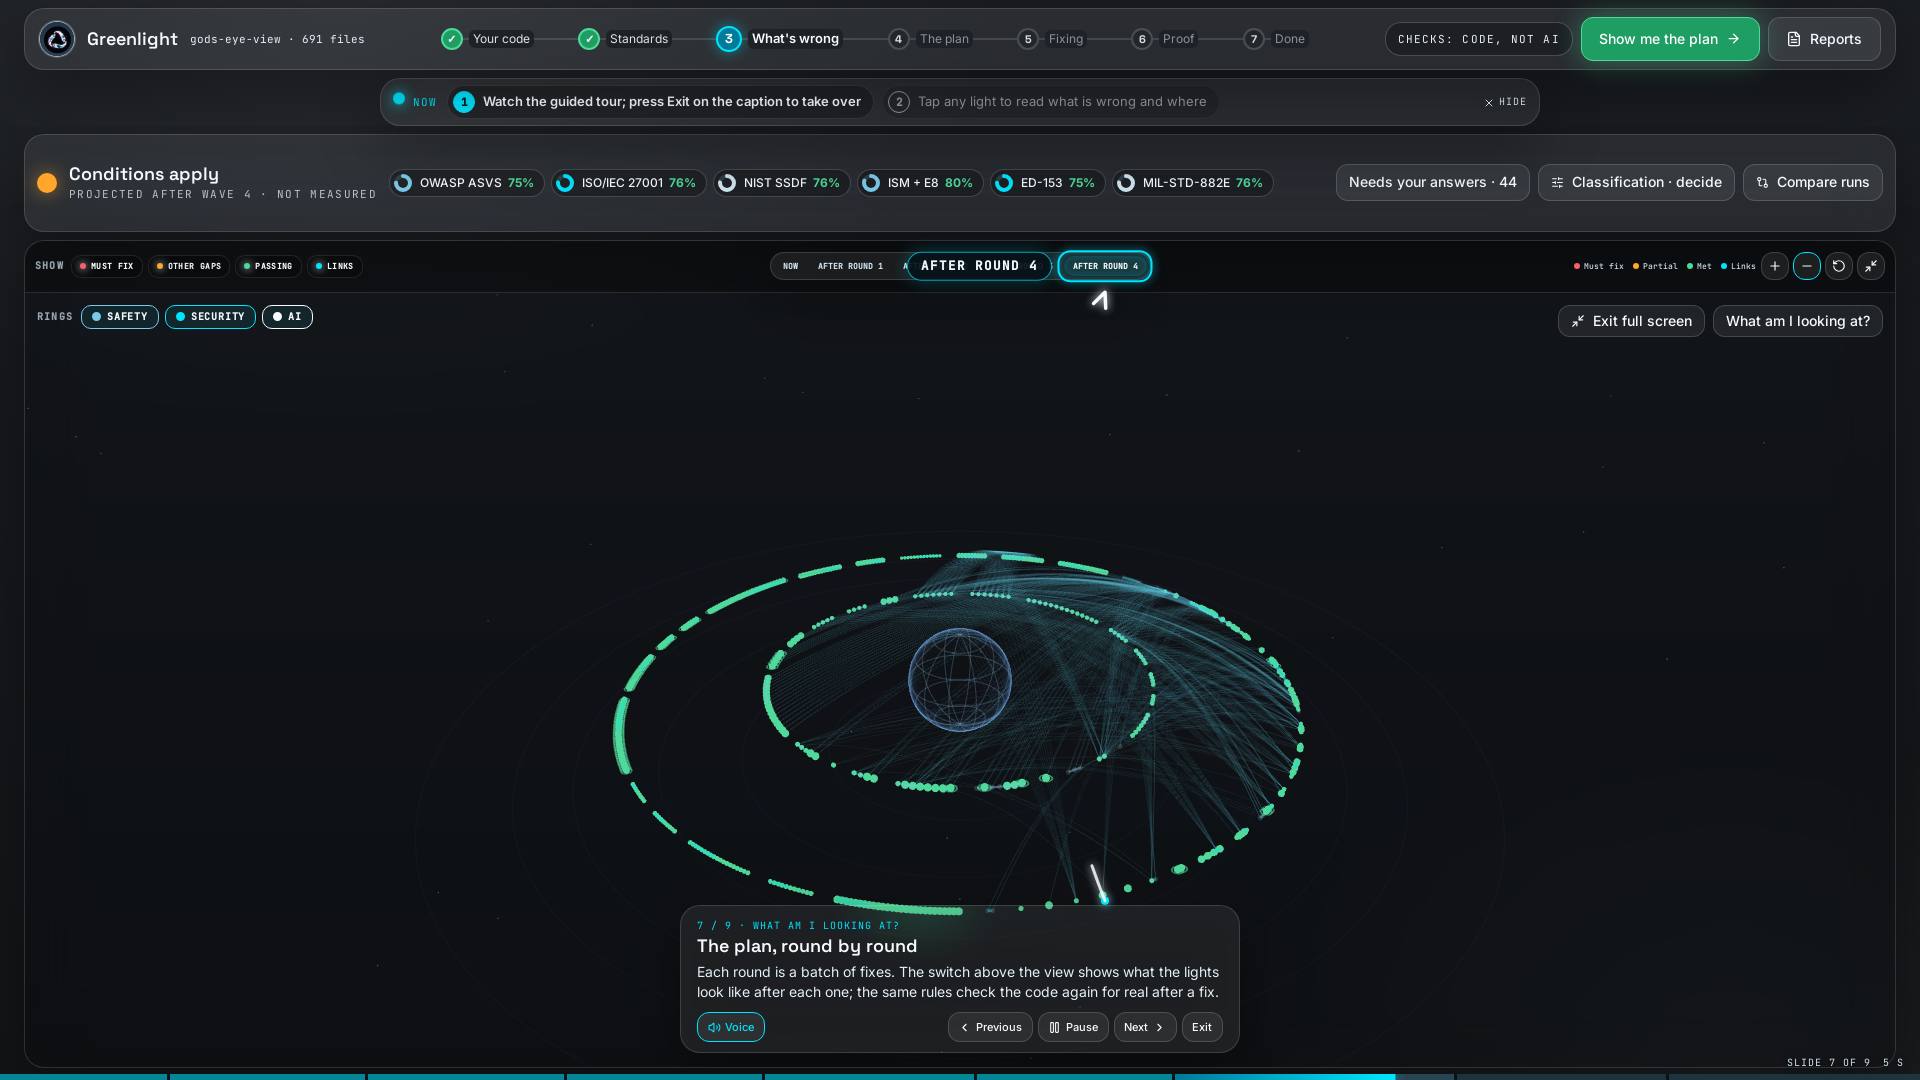 Greenlight gods-eye-view · 691 files
✓ Your code ✓ Standards 3 What's wrong 4 The plan 5 Fixing 6 Proof 7 Done
CHECKS: CODE, NOT AI Show me the plan → Reports
NOW 1 Watch the guided tour; press Exit on the caption to take over 2 Tap any light to read what is wrong and where × HIDE
Conditions apply
PROJECTED AFTER WAVE 4 · NOT MEASURED
OWASP ASVS 75% ISO/IEC 27001 76% NIST SSDF 76% ISM + E8 80% ED-153 75% MIL-STD-882E 76%
Needs your answers · 44 Classification · decide Compare runs
SHOW MUST FIX OTHER GAPS PASSING LINKS
NOW AFTER ROUND 1 A AFTER ROUND 4 AFTER ROUND 4
Must fix Partial Met Links + −
RINGS SAFETY SECURITY AI
Exit full screen What am I looking at?
7 / 9 · WHAT AM I LOOKING AT?
The plan, round by round
Each round is a batch of fixes. The switch above the view shows what the lights
look like after each one; the same rules check the code again for real after a fix.
Voice Previous Pause Next Exit
SLIDE 7 OF 9 5 S